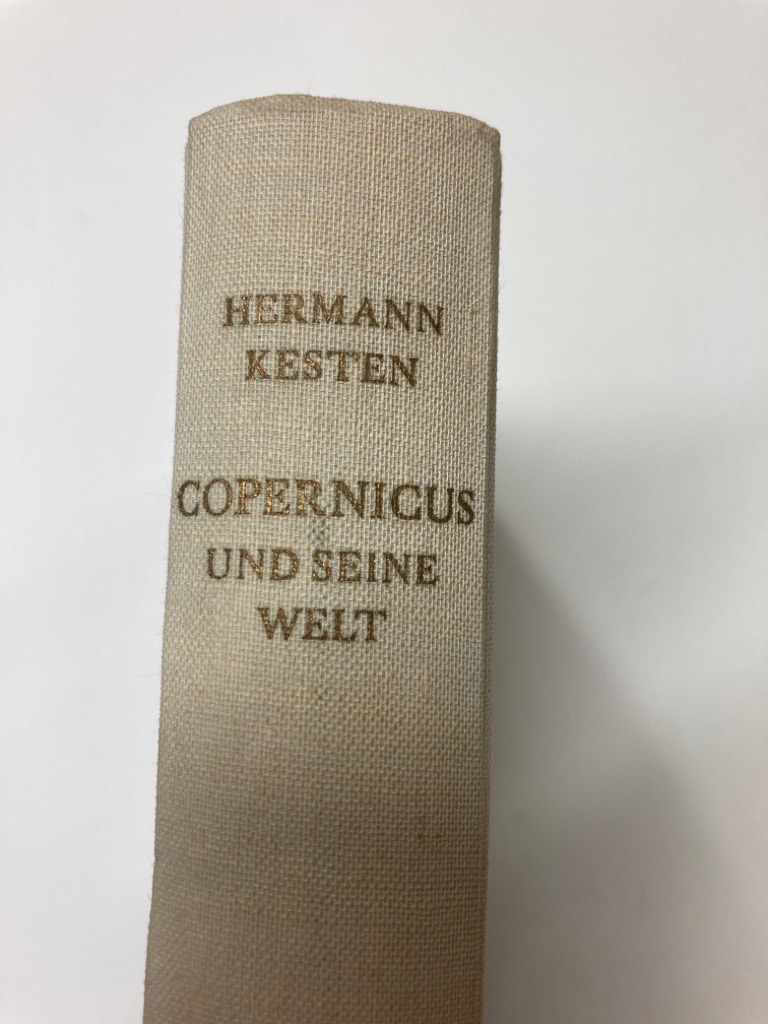 HERMANN
KESTEN
COPERNICUS
UND SEINE
WELT